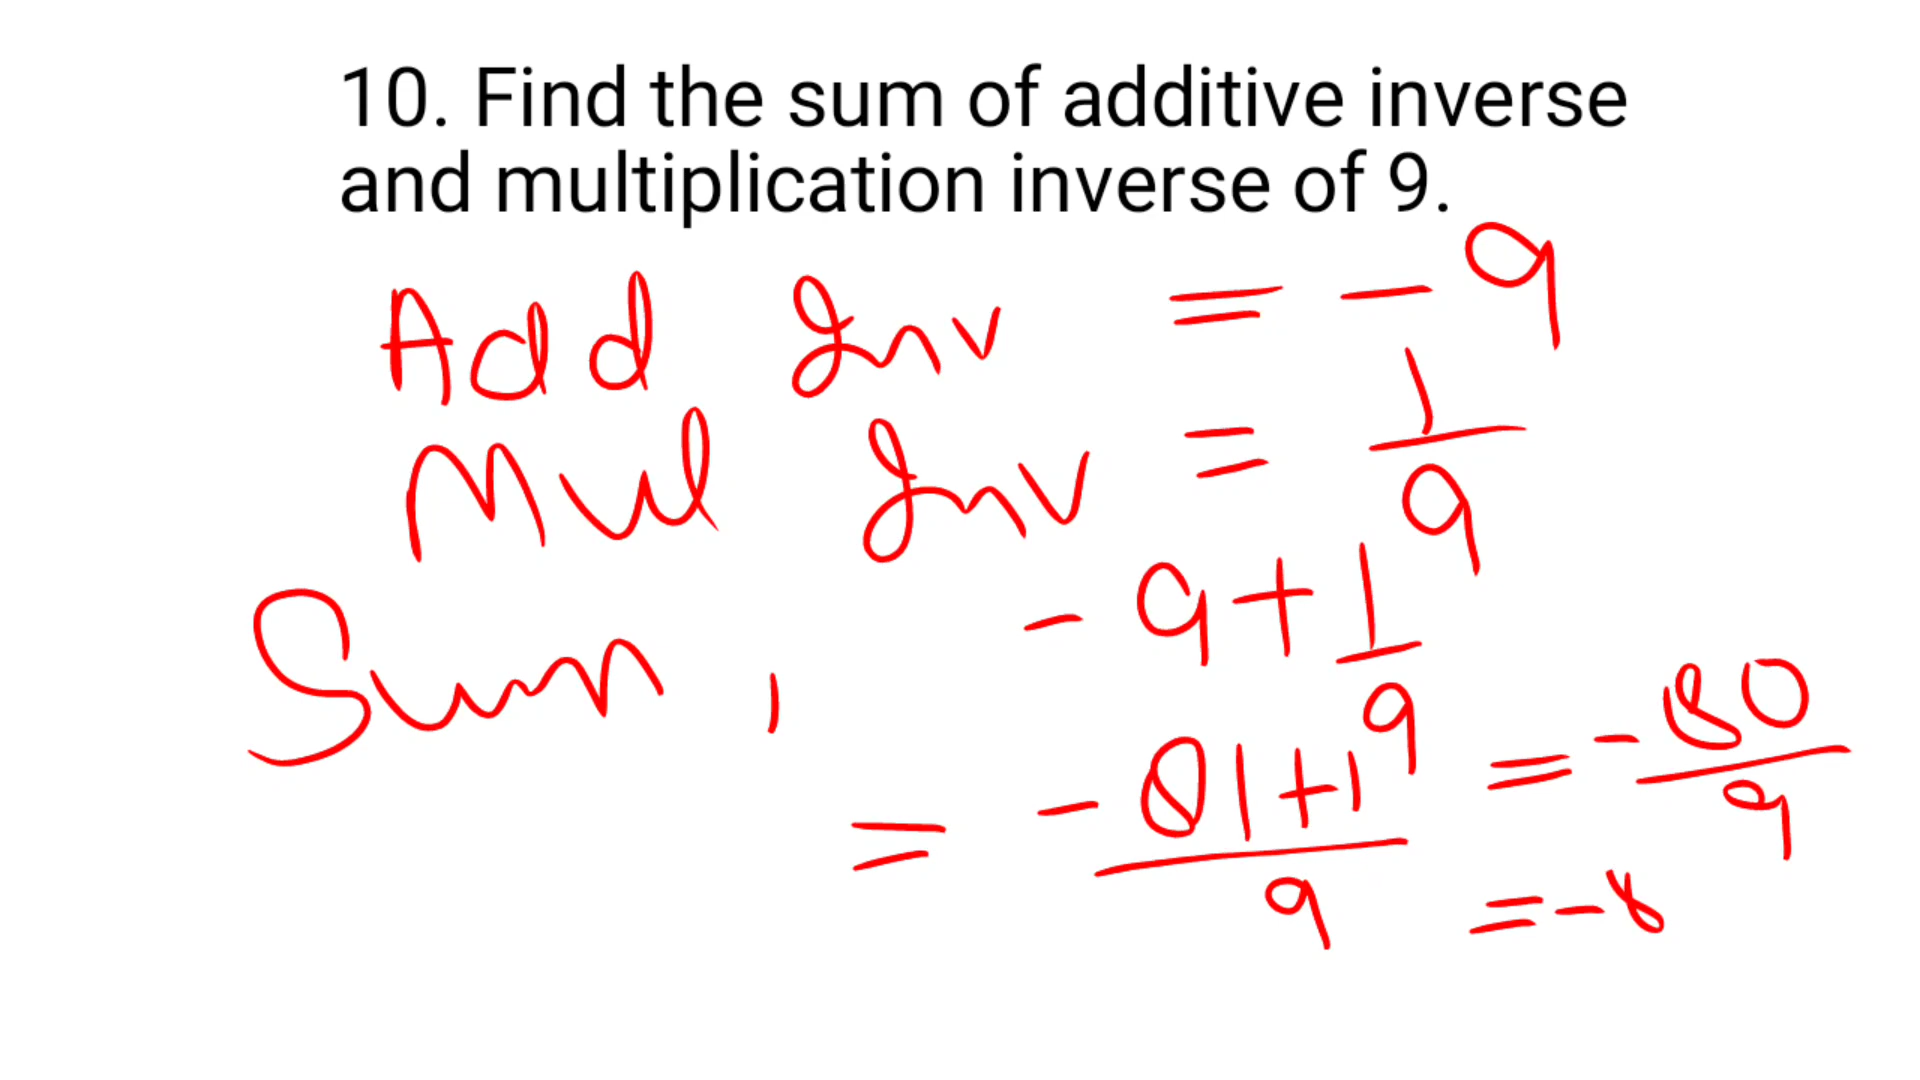 10. Find the sum of additive inverse
and multiplication inverse of 9.
Add Inv = - 9
Mul Inv = 1/9
Sum, - 9 + 1/9
= - 81+1/9 = - 80/9
= - 8